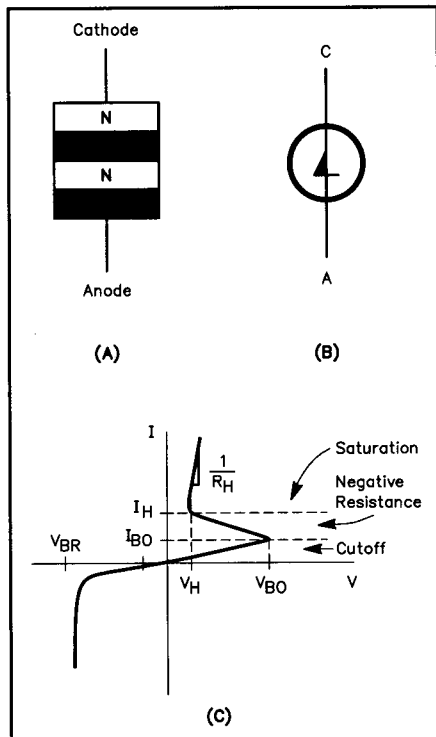 Cathode
N
N
Anode
(A)
C
A
(B)
I
1
R_H
Saturation
Negative
Resistance
Cutoff
I_H
I_BO
V_BR
V_H
V_BO
V
(C)